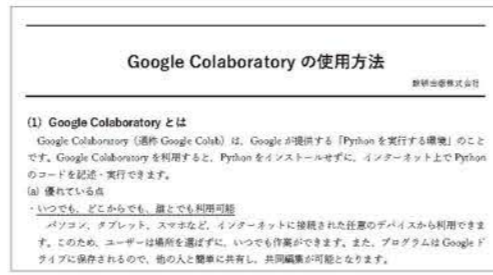 Google Colaboratory の使用方法
数研出版株式会社
(1) Google Colaboratory とは
Google Colaboratory（通称 Google Colab）は、Google が提供する「Python を実行する環境」のこと
です。Google Colaboratory を利用すると、Python をインストールせずに、インターネット上で Python
のコードを記述・実行できます。
(a) 優れている点
・いつでも、どこからでも、誰とでも利用可能
パソコン、タブレット、スマホなど、インターネットに接続された任意のデバイスから利用できま
す。このため、ユーザーは場所を選ばずに、いつでも作業ができます。また、プログラムは Google ド
ライブに保存されるので、他の人と簡単に共有し、共同編集が可能となります。